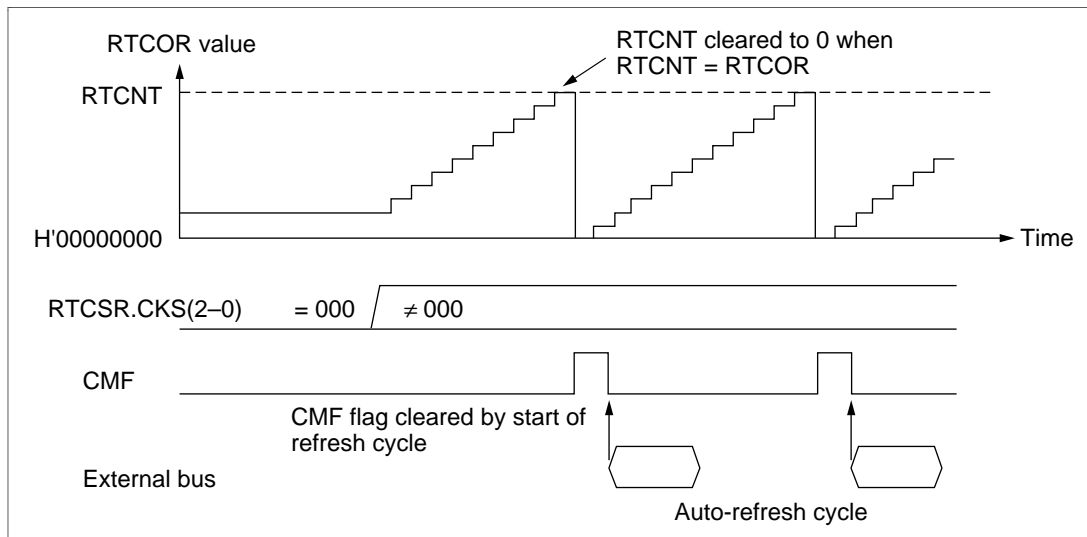 RTCOR value
RTCNT cleared to 0 when
RTCNT = RTCOR
RTCNT
H'00000000
Time
RTCSR.CKS(2–0)
= 000
≠ 000
CMF
CMF flag cleared by start of
refresh cycle
External bus
Auto-refresh cycle